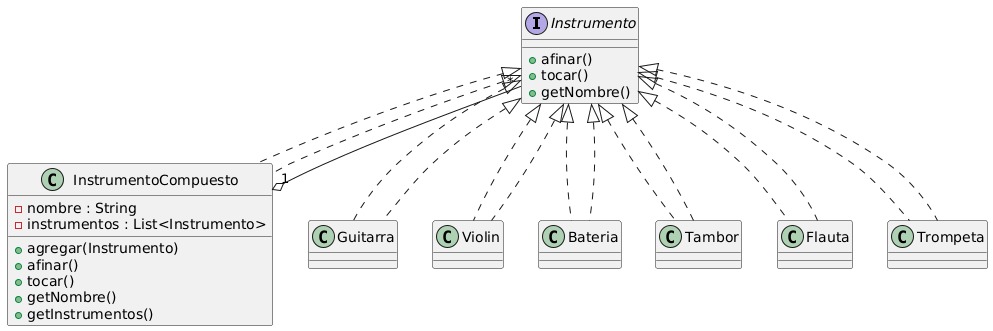 I Instrumento
afinar()
tocar()
getNombre()
C InstrumentoCompuesto
nombre : String
instrumentos : List<Instrumento>
agregar(Instrumento)
afinar()
tocar()
getNombre()
getInstrumentos()
1
C Guitarra
C Violin
C Bateria
C Tambor
C Flauta
C Trompeta